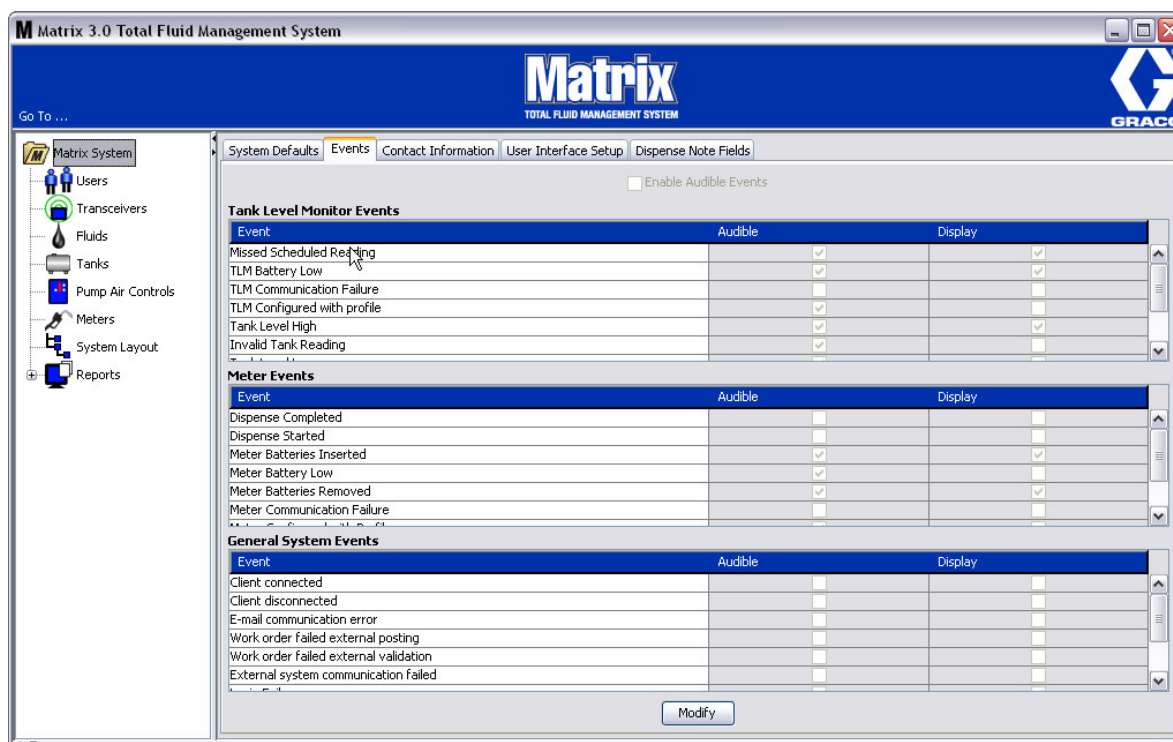 M Matrix 3.0 Total Fluid Management System
Matrix
TOTAL FLUID MANAGEMENT SYSTEM
Go To ...
GRACO
Matrix System
Users
Transceivers
Fluids
Tanks
Pump Air Controls
Meters
System Layout
Reports
System Defaults Events Contact Information User Interface Setup Dispense Note Fields
Enable Audible Events
Tank Level Monitor Events
Event Audible Display
Missed Scheduled Reading
TLM Battery Low
TLM Communication Failure
TLM Configured with profile
Tank Level High
Invalid Tank Reading
Meter Events
Event Audible Display
Dispense Completed
Dispense Started
Meter Batteries Inserted
Meter Battery Low
Meter Batteries Removed
Meter Communication Failure
General System Events
Event Audible Display
Client connected
Client disconnected
E-mail communication error
Work order failed external posting
Work order failed external validation
External system communication failed
Modify